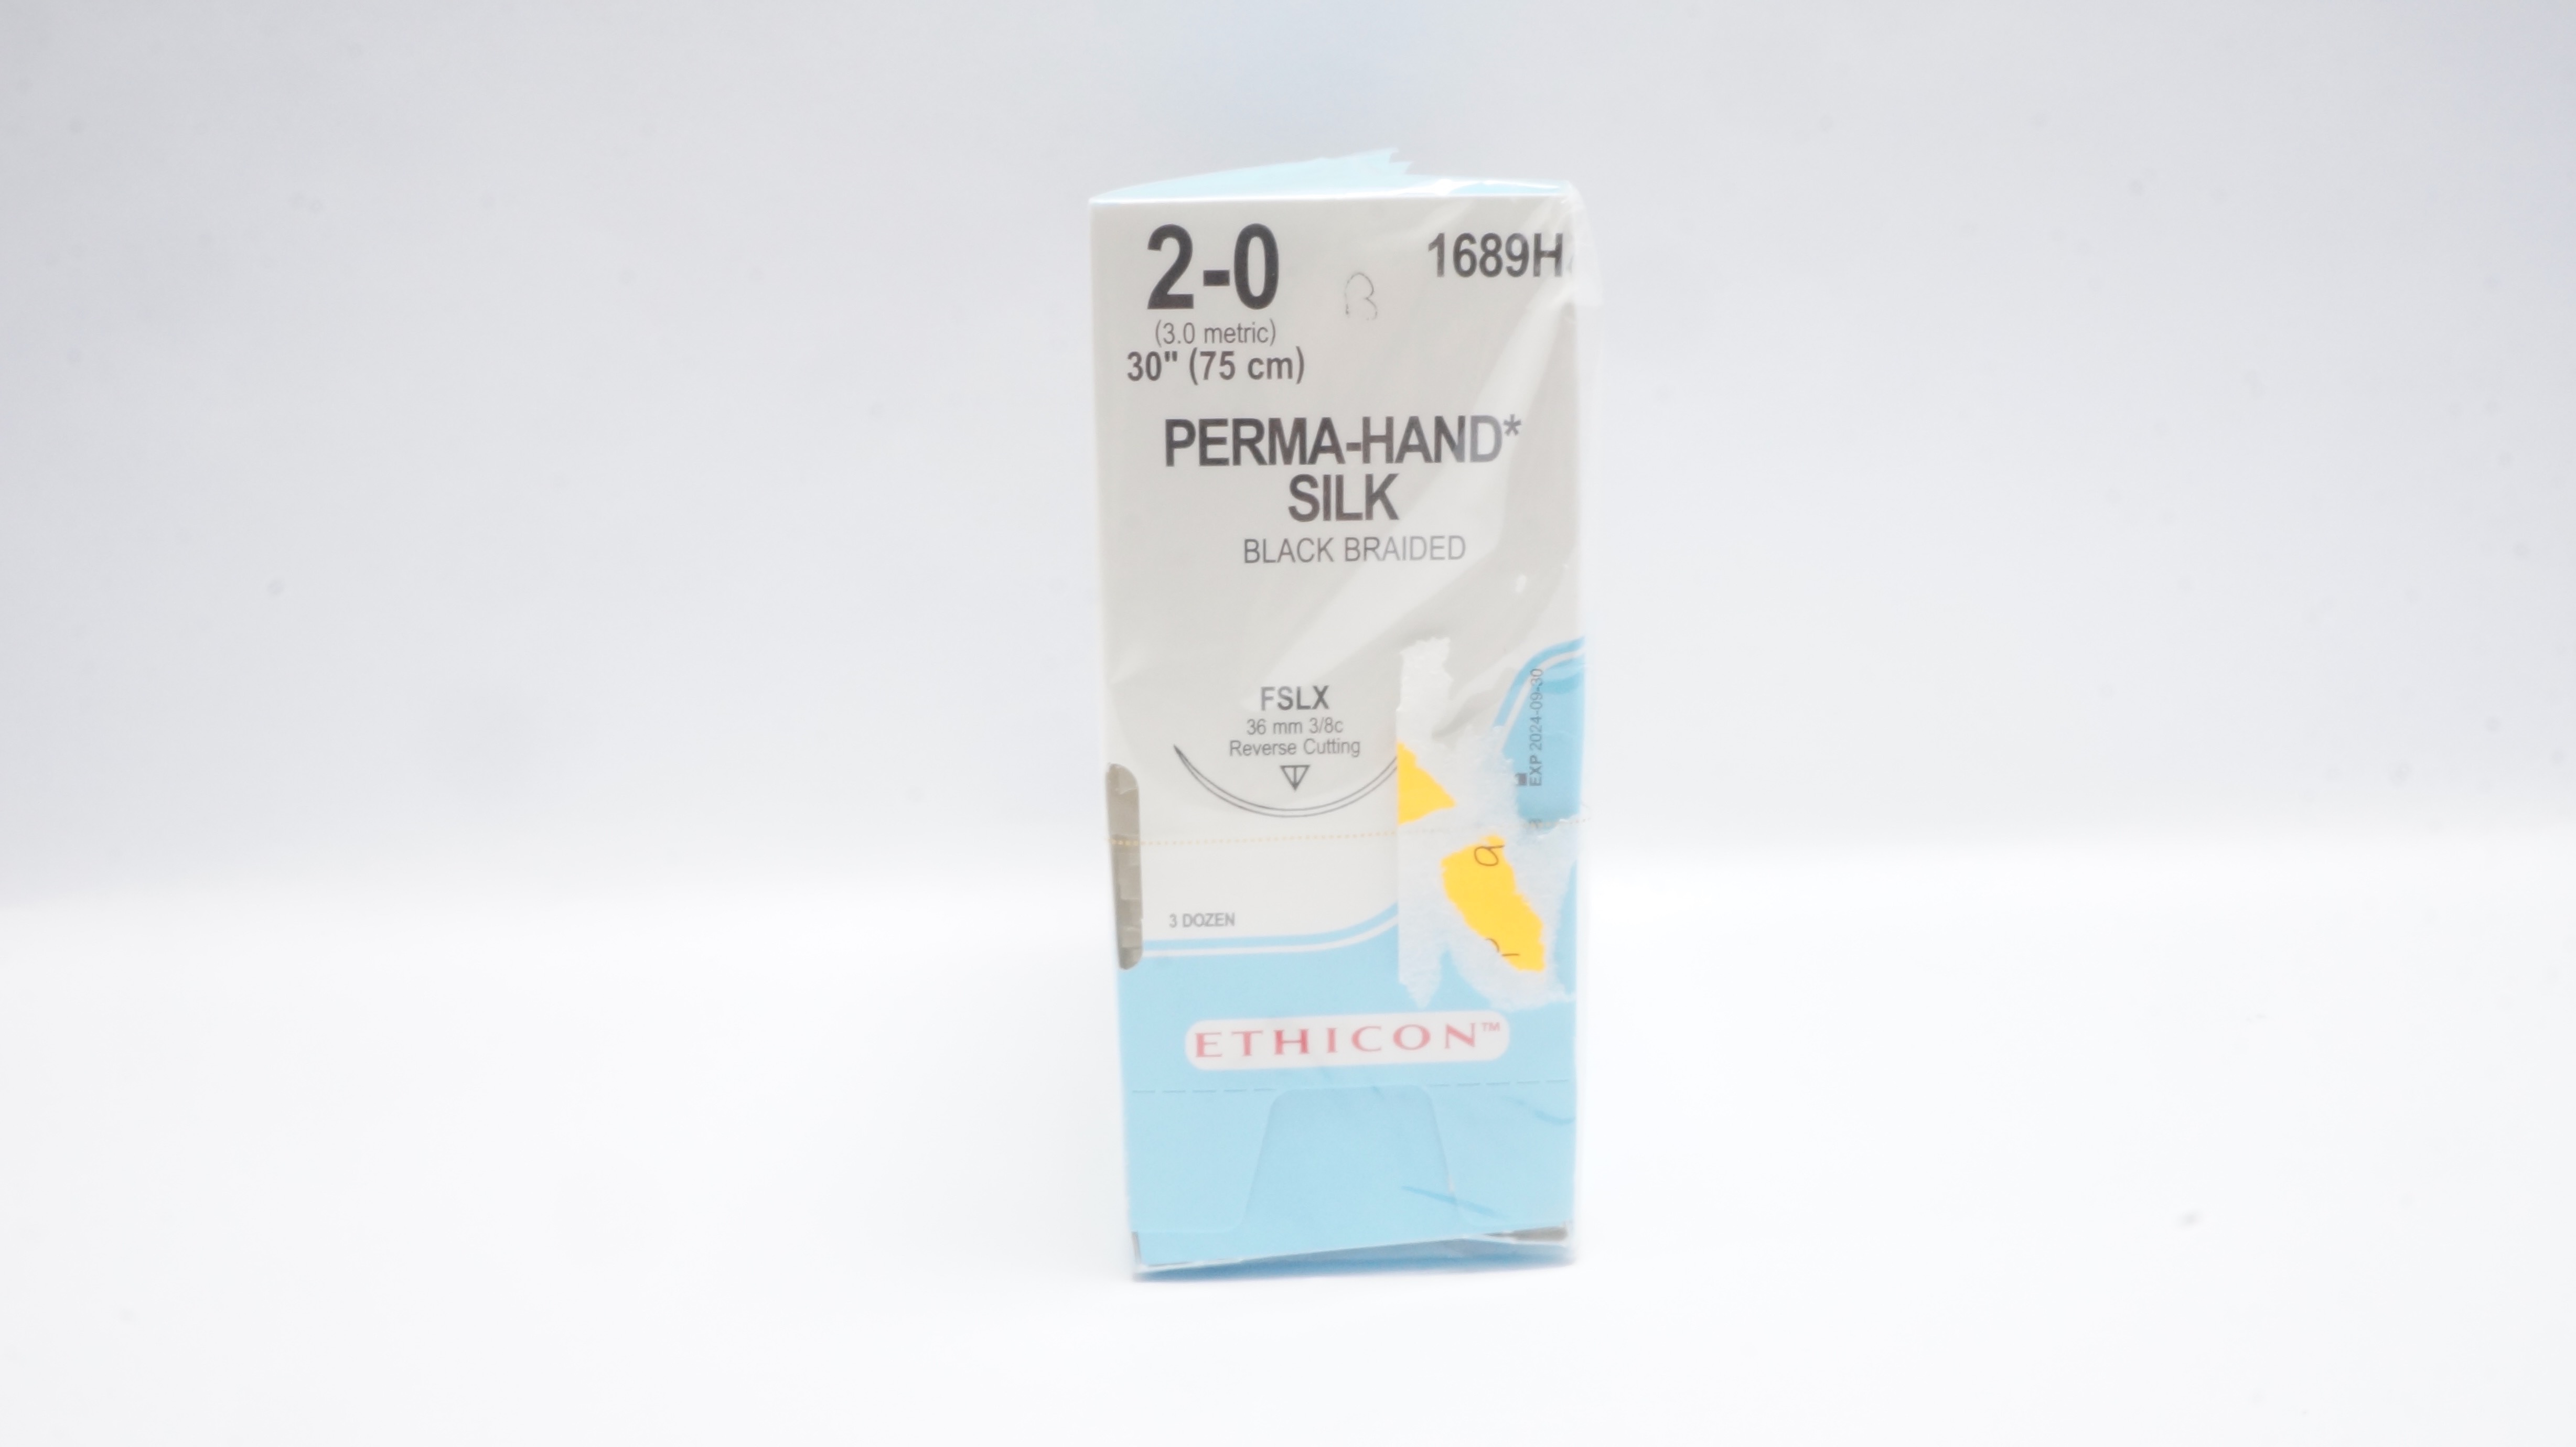 2-0
1689H
(3.0 metric)
30" (75 cm)
PERMA-HAND*
SILK
BLACK BRAIDED
FSLX
36 mm 3/8c
Reverse Cutting
EXP 2024-09-30
3 DOZEN
ETHICON™